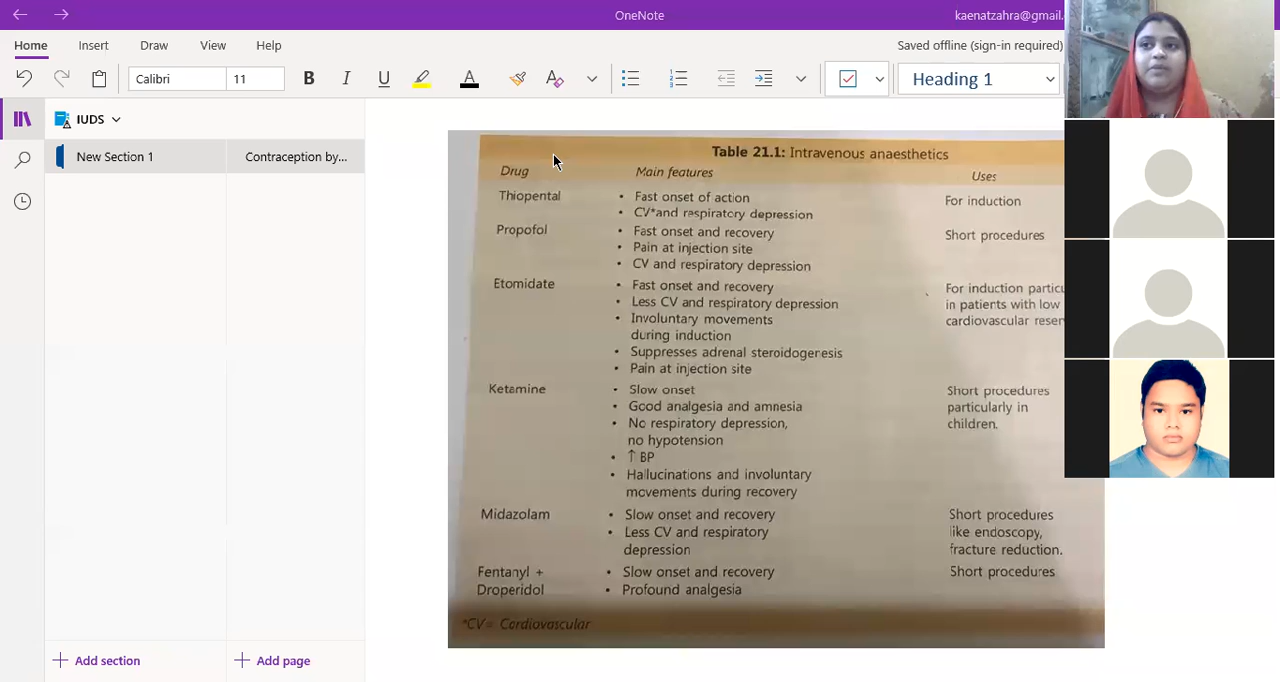 OneNote
kaenatzahra@gmail.
Home
Insert
Draw
View
Help
Saved offline (sign-in required)
Calibri
11
B
I
U
A
A
Heading 1
IUDS
New Section 1
Contraception by...
Table 21.1: Intravenous anaesthetics
Drug
Main features
Uses
Thiopental
• Fast onset of action
For induction
• CV*and respiratory depression
Propofol
• Fast onset and recovery
Short procedures
• Pain at injection site
• CV and respiratory depression
Etomidate
• Fast onset and recovery
For induction particu
• Less CV and respiratory depression
in patients with low
• Involuntary movements
cardiovascular reser
during induction
• Suppresses adrenal steroidogenesis
• Pain at injection site
Ketamine
• Slow onset
Short procedures
• Good analgesia and amnesia
particularly in
• No respiratory depression,
children.
no hypotension
• ↑ BP
• Hallucinations and involuntary
movements during recovery
Midazolam
• Slow onset and recovery
Short procedures
• Less CV and respiratory
like endoscopy,
depression
fracture reduction.
Fentanyl +
• Slow onset and recovery
Short procedures
Droperidol
• Profound analgesia
*CV= Cardiovascular
Add section
Add page